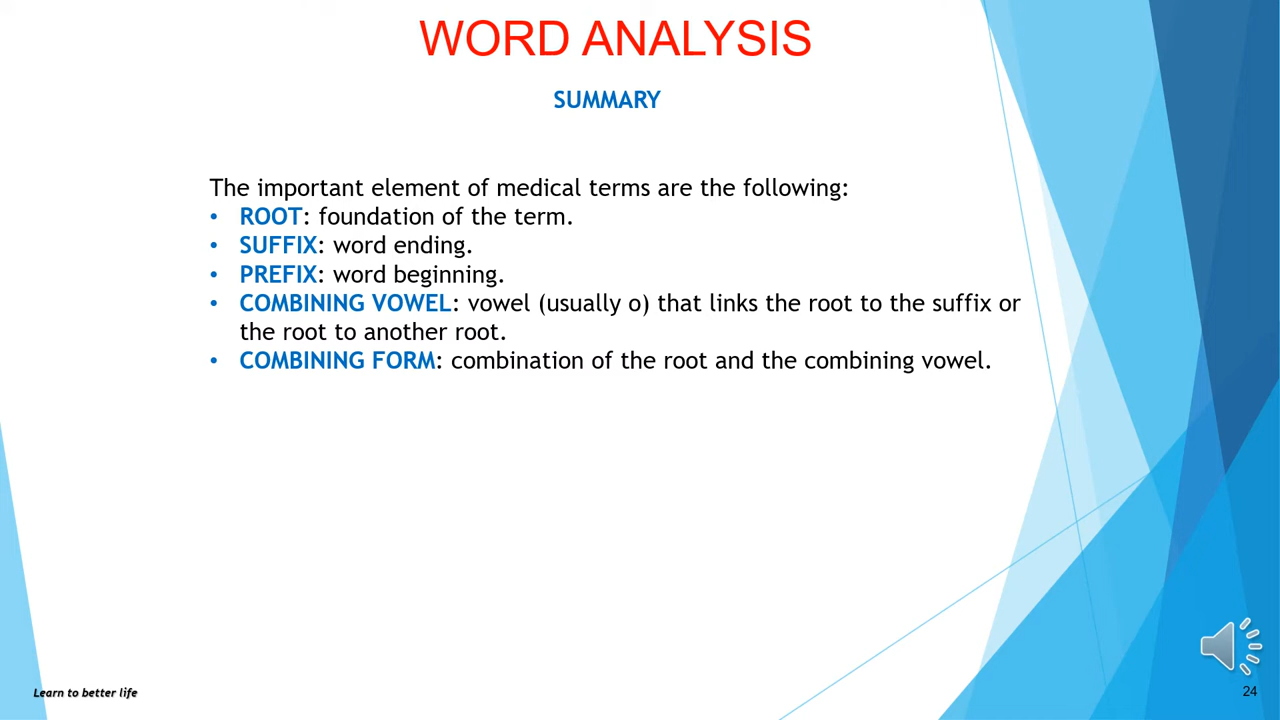 WORD ANALYSIS
SUMMARY
The important element of medical terms are the following:
• ROOT: foundation of the term.
• SUFFIX: word ending.
• PREFIX: word beginning.
• COMBINING VOWEL: vowel (usually o) that links the root to the suffix or
the root to another root.
• COMBINING FORM: combination of the root and the combining vowel.
Learn to better life
24